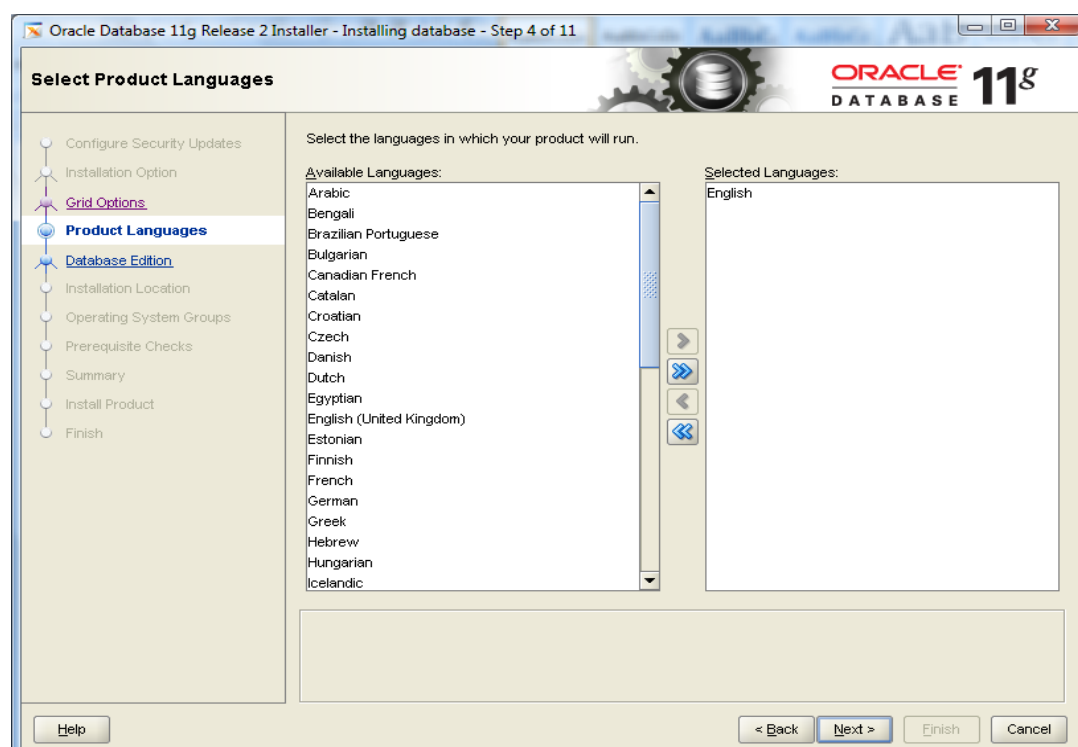 Oracle Database 11g Release 2 Installer - Installing database - Step 4 of 11
Select Product Languages
ORACLE
DATABASE 11g
Configure Security Updates
Installation Option
Grid Options
Product Languages
Database Edition
Installation Location
Operating System Groups
Prerequisite Checks
Summary
Install Product
Finish
Select the languages in which your product will run.
Available Languages:
Arabic
Bengali
Brazilian Portuguese
Bulgarian
Canadian French
Catalan
Croatian
Czech
Danish
Dutch
Egyptian
English (United Kingdom)
Estonian
Finnish
French
German
Greek
Hebrew
Hungarian
Icelandic
Selected Languages:
English
Help
< Back
Next >
Finish
Cancel